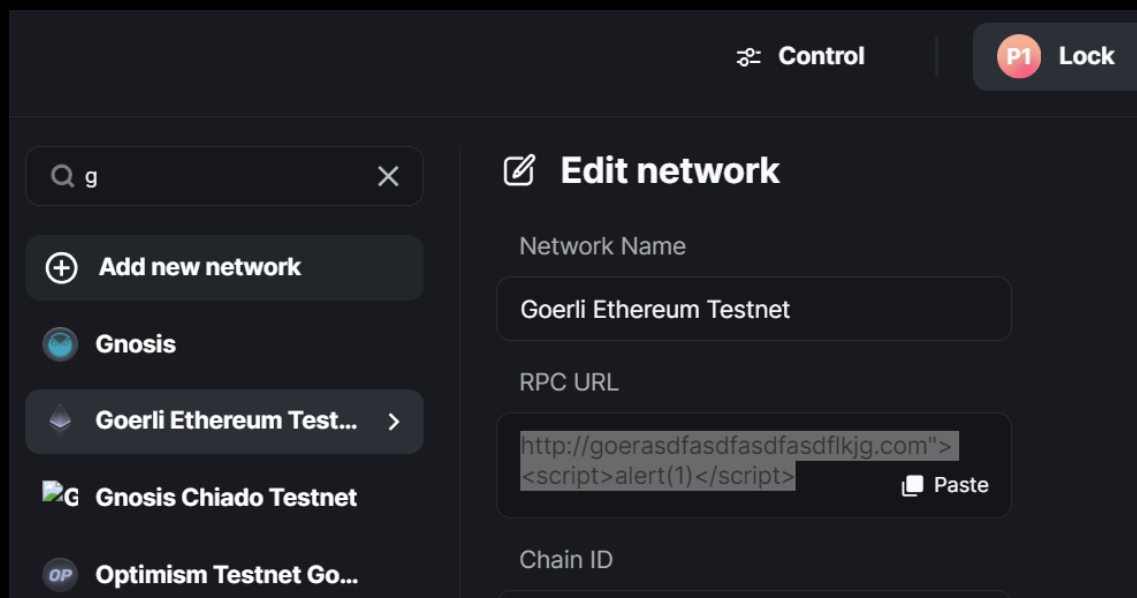 Control
P1 Lock
g
Add new network
Gnosis
Goerli Ethereum Test...
G Gnosis Chiado Testnet
OP Optimism Testnet Go...
Edit network
Network Name
Goerli Ethereum Testnet
RPC URL
http://goerasdfasdfasdfasdflkjg.com">
<script>alert(1)</script>
Paste
Chain ID